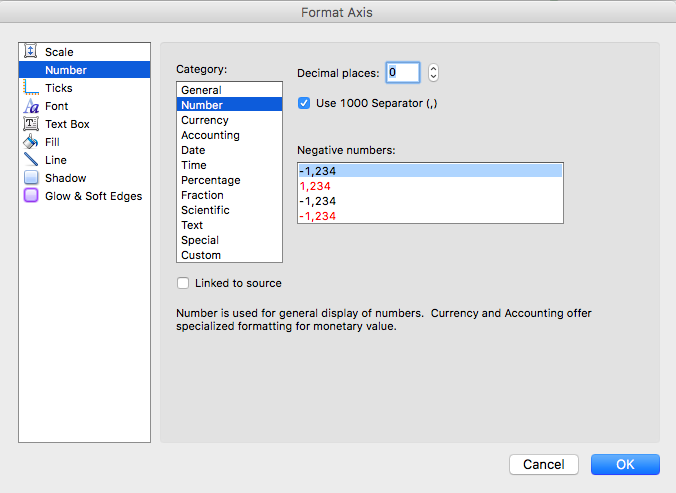 Format Axis
Scale
Number
Ticks
Font
Text Box
Fill
Line
Shadow
Glow & Soft Edges
Category:
General
Number
Currency
Accounting
Date
Time
Percentage
Fraction
Scientific
Text
Special
Custom
Decimal places: 0
Use 1000 Separator (,)
Negative numbers:
-1,234
1,234
-1,234
-1,234
Linked to source
Number is used for general display of numbers.  Currency and Accounting offer
specialized formatting for monetary value.
Cancel
OK